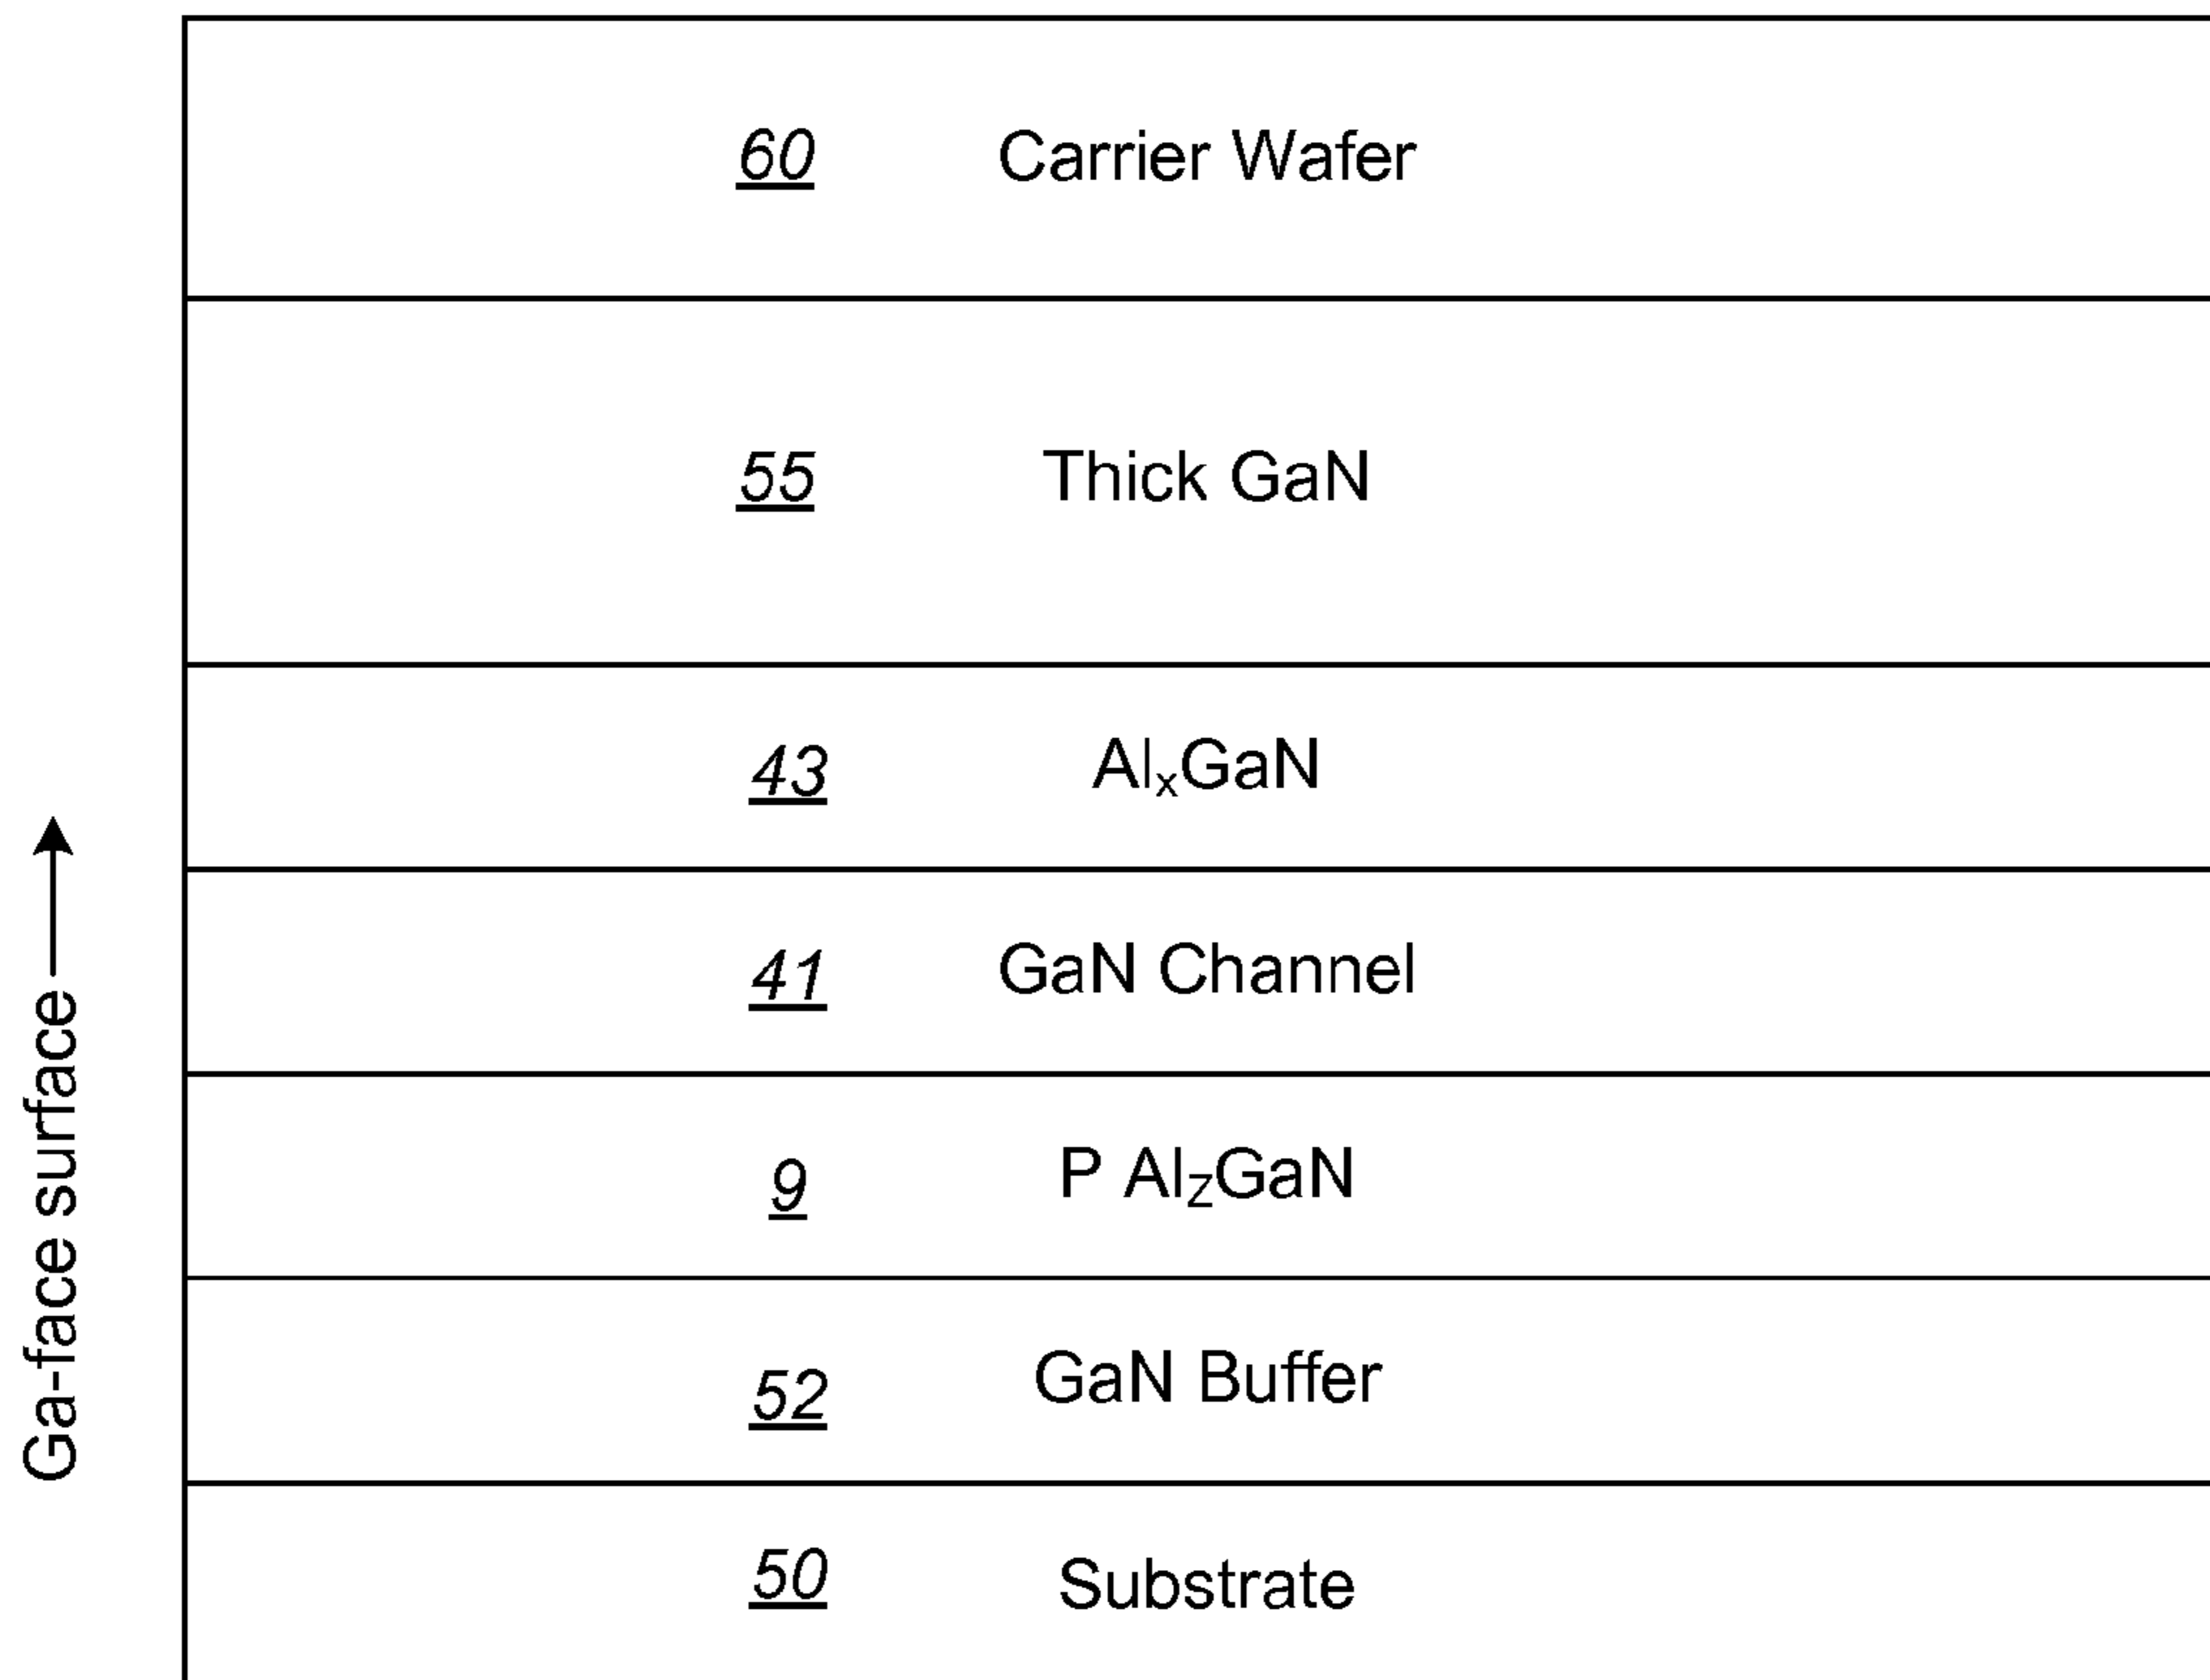 60 Carrier Wafer
55 Thick GaN
43 AlₓGaN
41 GaN Channel
9 P Al_ZGaN
52 GaN Buffer
50 Substrate
Ga-face surface